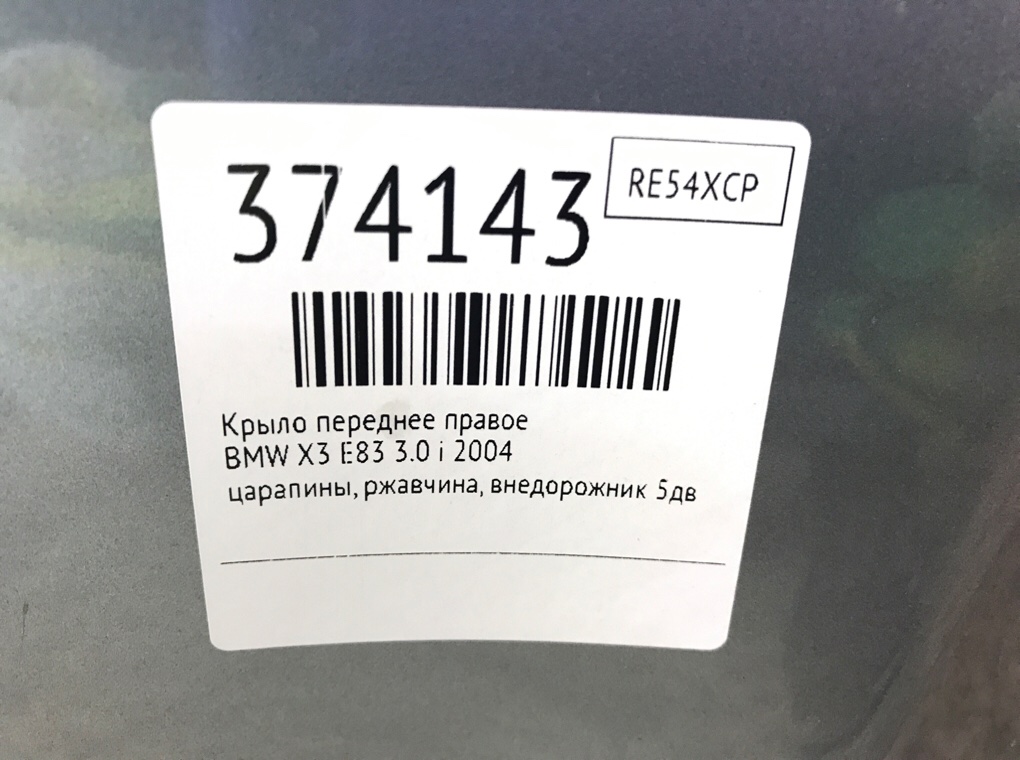 374143
RE54XCP
Крыло переднее правое
BMW X3 E83 3.0 i 2004
царапины, ржавчина, внедорожник 5дв